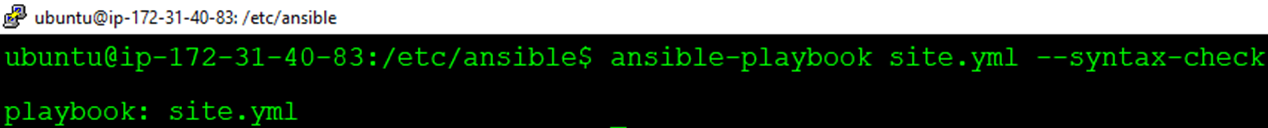 ubuntu@ip-172-31-40-83: /etc/ansible
ubuntu@ip-172-31-40-83:/etc/ansible$ ansible-playbook site.yml --syntax-check
playbook: site.yml